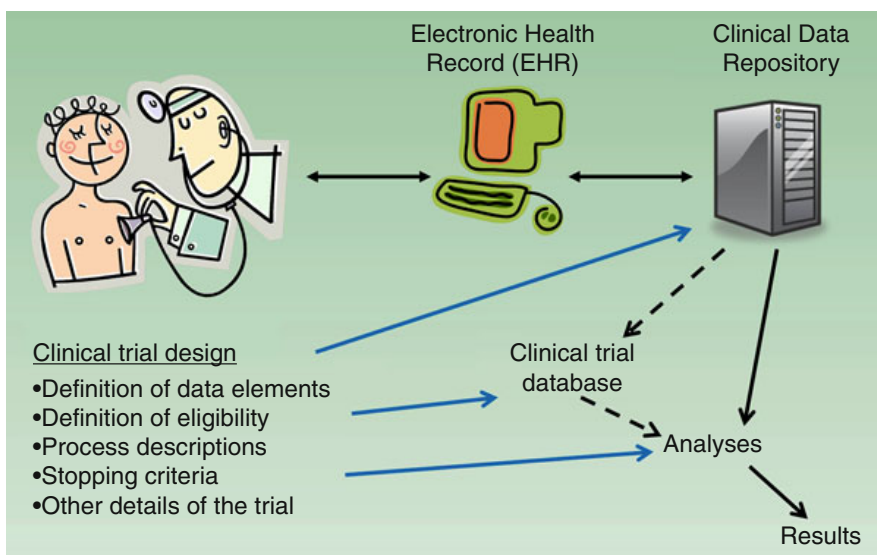 Electronic Health
Record (EHR)
Clinical Data
Repository
Clinical trial design
•Definition of data elements
•Definition of eligibility
•Process descriptions
•Stopping criteria
•Other details of the trial
Clinical trial
database
Analyses
Results